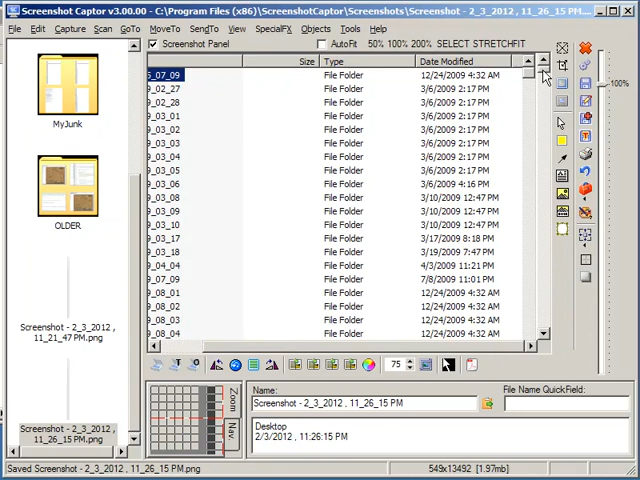 Screenshot Captor v3.00.00 - C:\Program Files (x86)\ScreenshotCaptor\Screenshots\Screenshot - 2_3_2012 , 11_26_15 PM....
File Edit Capture Scan GoTo View MoveTo SendTo SpecialFX Objects Tools Help
Screenshot Panel AutoFit 50% 100% 200% SELECT STRETCHFIT
MyJunk
OLDER
Screenshot - 2_3_2012 ,
11_21_47 PM.png
Screenshot - 2_3_2012 ,
11_26_15 PM.png
Size Type Date Modified
5_07_09 File Folder 12/24/2009 4:32 AM
9_02_27 File Folder 3/6/2009 2:17 PM
9_02_28 File Folder 3/6/2009 2:17 PM
9_03_01 File Folder 3/6/2009 2:17 PM
9_03_02 File Folder 3/6/2009 2:17 PM
9_03_03 File Folder 3/6/2009 2:17 PM
9_03_04 File Folder 3/6/2009 2:17 PM
9_03_05 File Folder 3/6/2009 2:17 PM
9_03_06 File Folder 3/6/2009 4:16 PM
9_03_08 File Folder 3/10/2009 12:47 PM
9_03_09 File Folder 3/10/2009 12:47 PM
9_03_10 File Folder 3/10/2009 12:47 PM
9_03_17 File Folder 3/17/2009 8:18 PM
9_03_18 File Folder 3/19/2009 7:47 PM
9_04_04 File Folder 4/3/2009 11:21 PM
9_07_09 File Folder 7/8/2009 11:01 PM
9_08_01 File Folder 12/24/2009 4:32 AM
9_08_02 File Folder 12/24/2009 4:32 AM
9_08_03 File Folder 12/24/2009 4:32 AM
9_08_04 File Folder 12/24/2009 4:32 AM
100%
75
Zoom
Nav.
Name: File Name QuickField:
Screenshot - 2_3_2012 , 11_26_15 PM
Desktop
2/3/2012 , 11:26:15 PM
Saved Screenshot - 2_3_2012 , 11_26_15 PM.png 549x13492 [1.97mb]